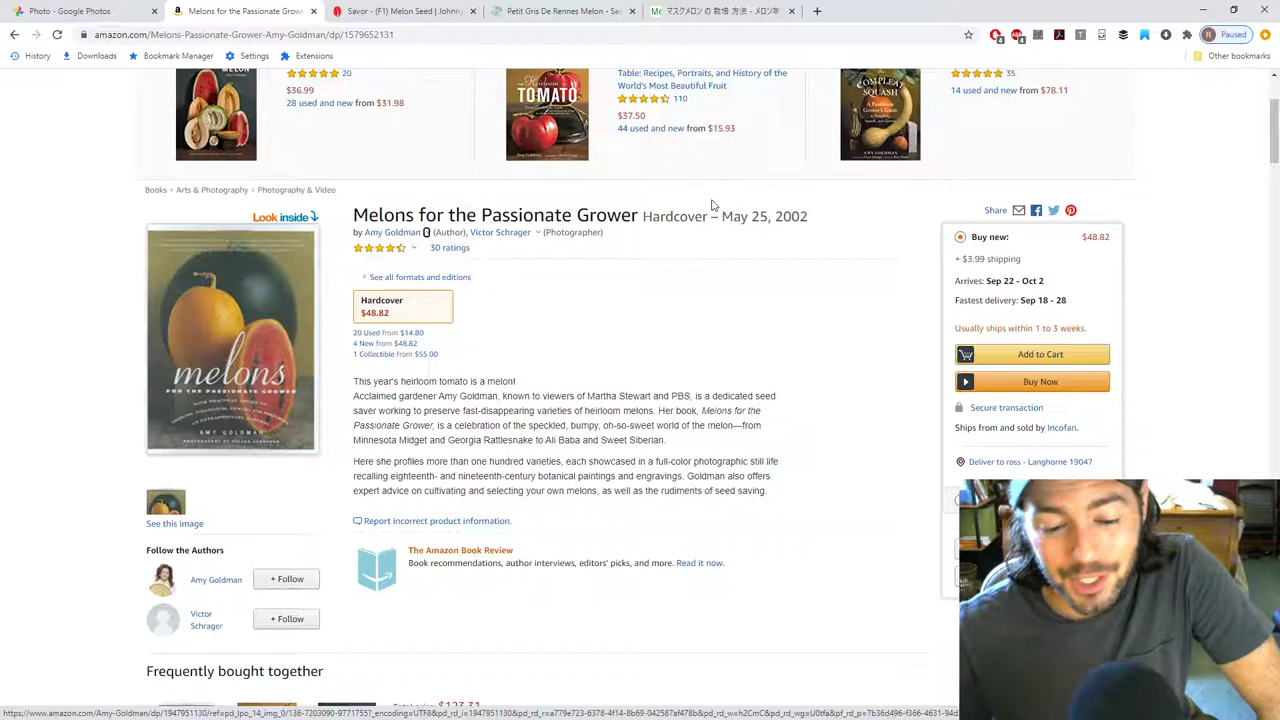 Photo - Google Photos
Melons for the Passionate Grow
Savor - (F1) Melon Seed | Johnny
Petit Gris De Rennes Melon - See
マスクメロン の 栽培 方法 - メロン専
amazon.com/Melons-Passionate-Grower-Amy-Goldman/dp/1579652131
R
Paused
History
Downloads
Bookmark Manager
Settings
Extensions
Other bookmarks
MELON
20
$36.99
28 used and new from $31.98
The Heirloom
TOMATO
Table: Recipes, Portraits, and History of the
World's Most Beautiful Fruit
110
$37.50
44 used and new from $15.93
COMPLEAT
SQUASH
35
14 used and new from $78.11
Books › Arts & Photography › Photography & Video
Look inside
Melons for the Passionate Grower Hardcover – May 25, 2002
by Amy Goldman (Author), Victor Schrager (Photographer)
30 ratings
See all formats and editions
Hardcover
$48.82
20 Used from $14.80
4 New from $48.82
1 Collectible from $55.00
This year's heirloom tomato is a melon!
Acclaimed gardener Amy Goldman, known to viewers of Martha Stewart and PBS, is a dedicated seed
saver working to preserve fast-disappearing varieties of heirloom melons. Her book, Melons for the
Passionate Grower, is a celebration of the speckled, bumpy, oh-so-sweet world of the melon—from
Minnesota Midget and Georgia Rattlesnake to Ali Baba and Sweet Siberian.
Here she profiles more than one hundred varieties, each showcased in a full-color photographic still life
recalling eighteenth- and nineteenth-century botanical paintings and engravings. Goldman also offers
expert advice on cultivating and selecting your own melons, as well as the rudiments of seed saving.
Report incorrect product information.
The Amazon Book Review
Book recommendations, author interviews, editors' picks, and more. Read it now.
melons
FOR THE PASSIONATE GROWER
AMY GOLDMAN
See this image
Follow the Authors
Amy Goldman
+ Follow
Victor
Schrager
+ Follow
Frequently bought together
Share
Buy new:
$48.82
+ $3.99 shipping
Arrives: Sep 22 - Oct 2
Fastest delivery: Sep 18 - 28
Usually ships within 1 to 3 weeks.
Add to Cart
Buy Now
Secure transaction
Ships from and sold by Incofan.
Deliver to ross - Langhorne 19047